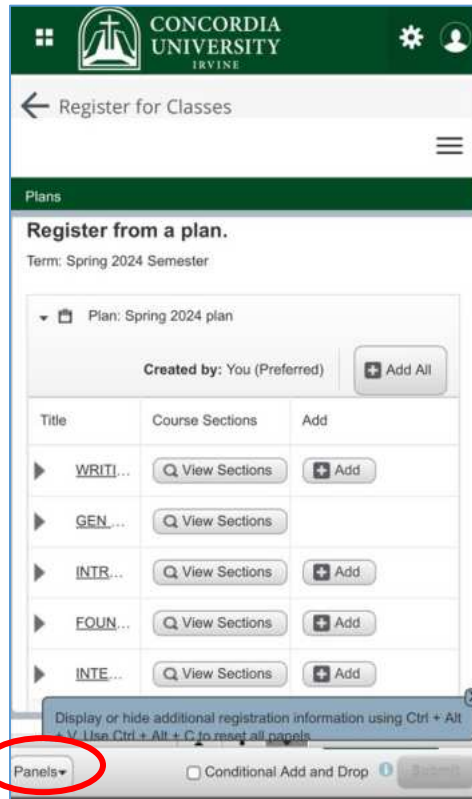 CONCORDIA
UNIVERSITY
IRVINE
Register for Classes
Plans
Register from a plan.
Term: Spring 2024 Semester
Plan: Spring 2024 plan
Created by: You (Preferred) Add All
Title Course Sections Add
WRITI... View Sections Add
GEN ... View Sections
INTR... View Sections Add
FOUN... View Sections Add
INTE... View Sections Add
Display or hide additional registration information using Ctrl + Alt
+ V. Use Ctrl + Alt + C to reset all panels
Panels Conditional Add and Drop Submit